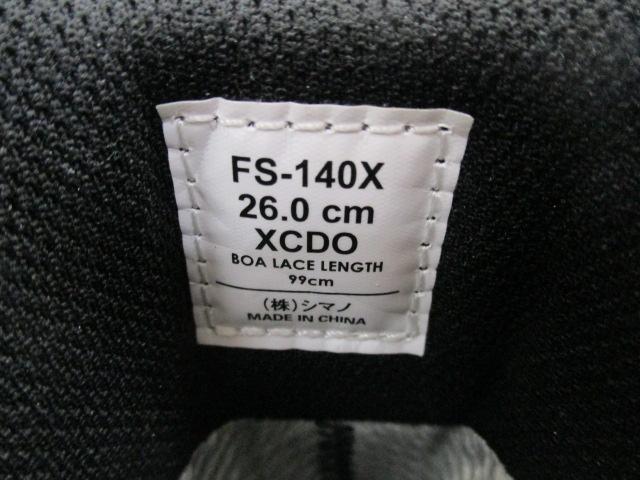 FS-140X
26.0 cm
XCDO
BOA LACE LENGTH
99cm
(株)シマノ
MADE IN CHINA